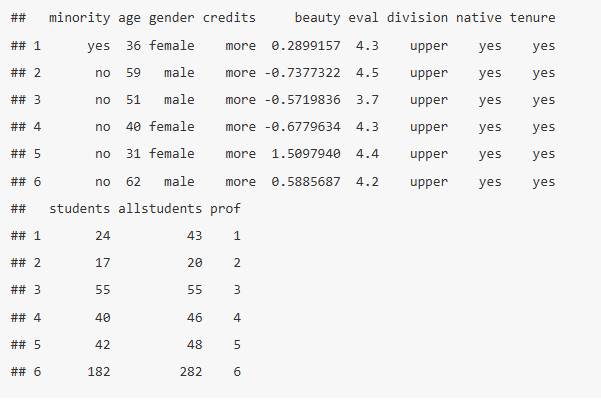 ##   minority age gender credits     beauty eval division native tenure
## 1      yes  36 female    more  0.2899157  4.3    upper    yes    yes
## 2       no  59   male    more -0.7377322  4.5    upper    yes    yes
## 3       no  51   male    more -0.5719836  3.7    upper    yes    yes
## 4       no  40 female    more -0.6779634  4.3    upper    yes    yes
## 5       no  31 female    more  1.5097940  4.4    upper    yes    yes
## 6       no  62   male    more  0.5885687  4.2    upper    yes    yes
##   students allstudents prof
## 1       24          43    1
## 2       17          20    2
## 3       55          55    3
## 4       40          46    4
## 5       42          48    5
## 6      182         282    6